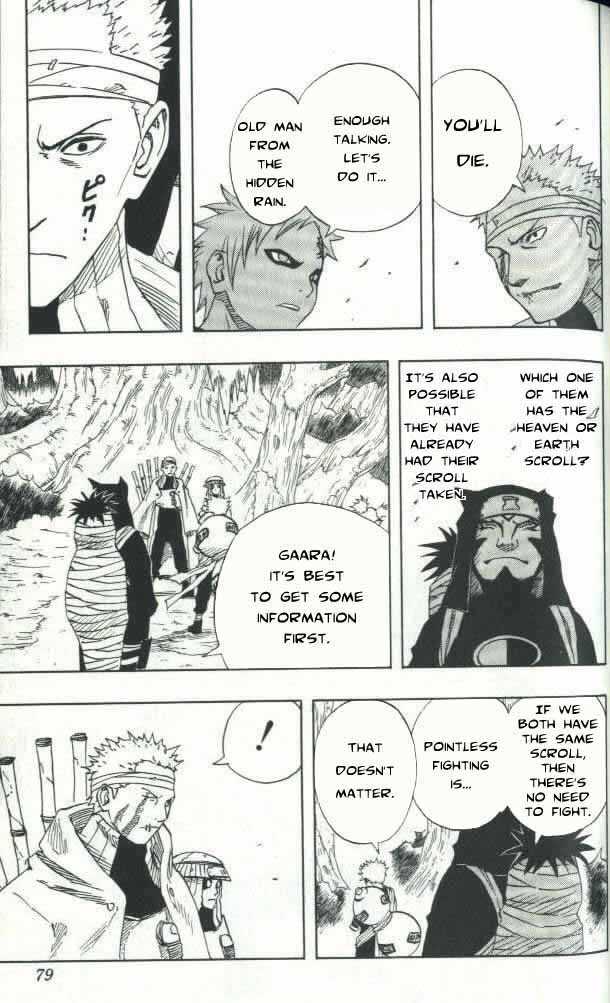 YOU'LL
DIE.
ENOUGH
TALKING.
LET'S
DO IT...
OLD MAN
FROM
THE
HIDDEN
RAIN.
ピク
WHICH ONE
OF THEM
HAS THE
HEAVEN OR
EARTH
SCROLL?
IT'S ALSO
POSSIBLE
THAT
THEY HAVE
ALREADY
HAD THEIR
SCROLL
TAKEN.
GAARA!
IT'S BEST
TO GET SOME
INFORMATION
FIRST.
IF WE
BOTH HAVE
THE SAME
SCROLL,
THEN
THERE'S
NO NEED
TO FIGHT.
POINTLESS
FIGHTING
IS...
THAT
DOESN'T
MATTER.
!
79